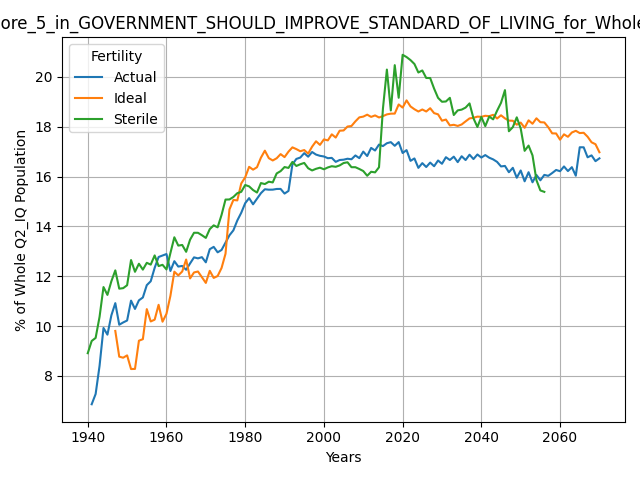 ore_5_in_GOVERNMENT_SHOULD_IMPROVE_STANDARD_OF_LIVING_for_Whole
Fertility
Actual
Ideal
Sterile
% of Whole Q2_IQ Population
20
18
16
14
12
10
8
1940 1960 1980 2000 2020 2040 2060
Years